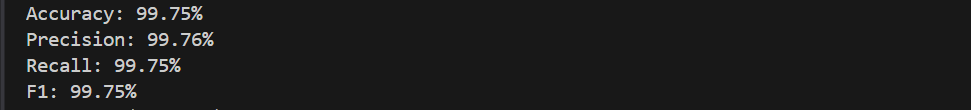 Accuracy: 99.75%
Precision: 99.76%
Recall: 99.75%
F1: 99.75%